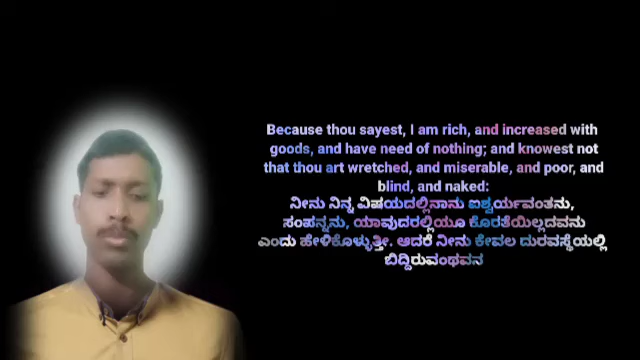 Because thou sayest, I am rich, and increased with
goods, and have need of nothing; and knowest not
that thou art wretched, and miserable, and poor, and
blind, and naked:
ನೀನು ನಿನ್ನ ವಿಷಯದಲ್ಲಿನಾನು ಐಶ್ವರ್ಯವಂತನು,
ಸಂಪನ್ನನು, ಯಾವುದರಲ್ಲಿಯೂ ಕೊರತೆಯಿಲ್ಲದವನು
ಎಂದು ಹೇಳಿಕೊಳ್ಳುತ್ತೀ. ಆದರೆ ನೀನು ಕೇವಲ ದುರವಸ್ಥೆಯಲ್ಲಿ
ಬಿದ್ದಿರುವಂಥವನ